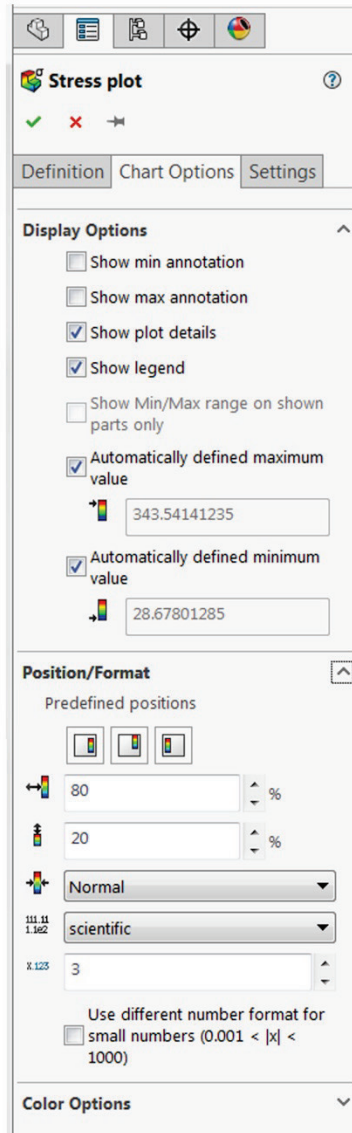 Stress plot
Definition Chart Options Settings
Display Options
Show min annotation
Show max annotation
Show plot details
Show legend
Show Min/Max range on shown
parts only
Automatically defined maximum
value
343.54141235
Automatically defined minimum
value
28.67801285
Position/Format
Predefined positions
80 %
20 %
Normal
111.11
1.1e2
scientific
X.123
3
Use different number format for
small numbers (0.001 < |x| <
1000)
Color Options